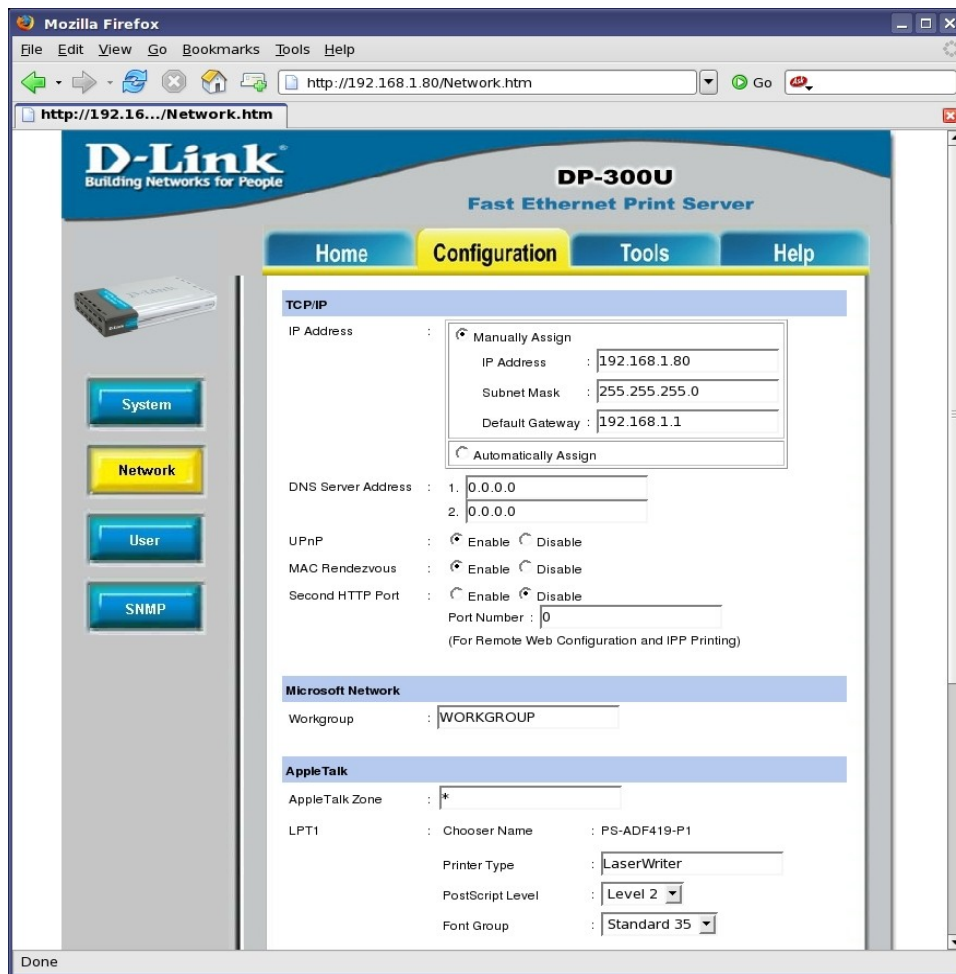 Mozilla Firefox
File Edit View Go Bookmarks Tools Help
http://192.168.1.80/Network.htm Go
http://192.16.../Network.htm
D-Link
Building Networks for People
DP-300U
Fast Ethernet Print Server
Home Configuration Tools Help
System
Network
User
SNMP
TCP/IP
IP Address : Manually Assign
IP Address : 192.168.1.80
Subnet Mask : 255.255.255.0
Default Gateway : 192.168.1.1
Automatically Assign
DNS Server Address : 1. 0.0.0.0
2. 0.0.0.0
UPnP : Enable Disable
MAC Rendezvous : Enable Disable
Second HTTP Port : Enable Disable
Port Number : 0
(For Remote Web Configuration and IPP Printing)
Microsoft Network
Workgroup : WORKGROUP
AppleTalk
AppleTalk Zone : *
LPT1 : Chooser Name : PS-ADF419-P1
Printer Type : LaserWriter
PostScript Level : Level 2
Font Group : Standard 35
Done